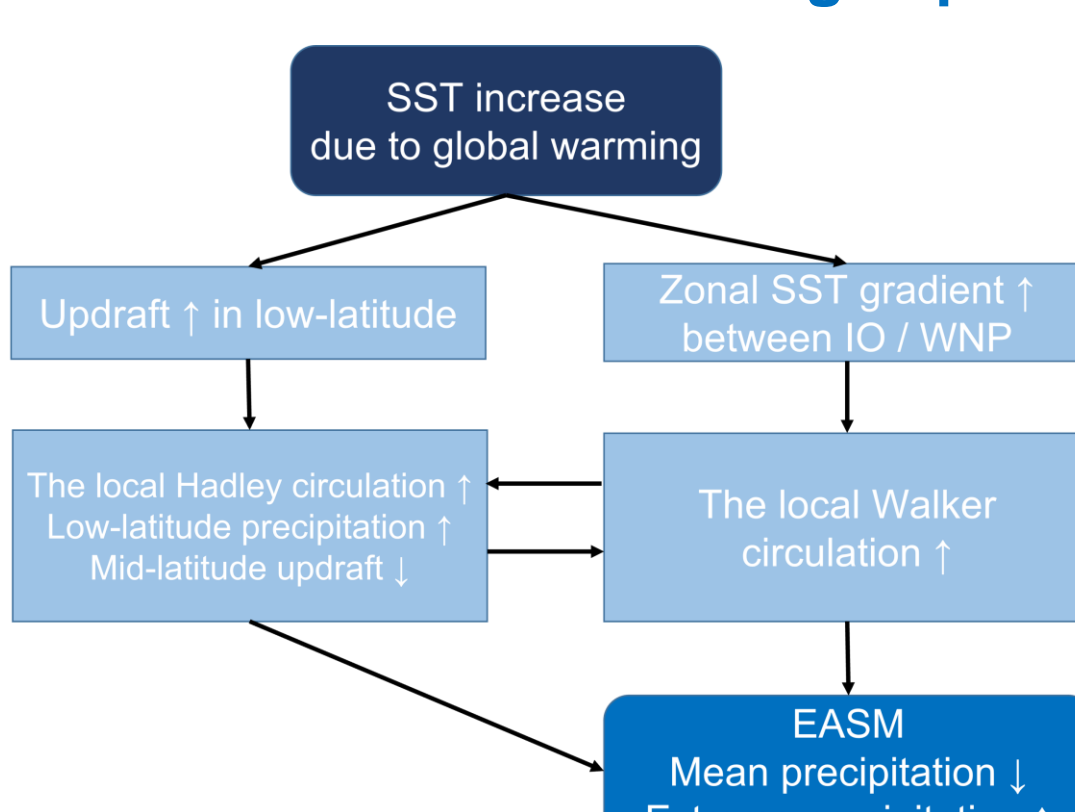 SST increase
due to global warming
Updraft ↑ in low-latitude
Zonal SST gradient ↑
between IO / WNP
The local Hadley circulation ↑
Low-latitude precipitation ↑
Mid-latitude updraft ↓
The local Walker
circulation ↑
EASM
Mean precipitation ↓